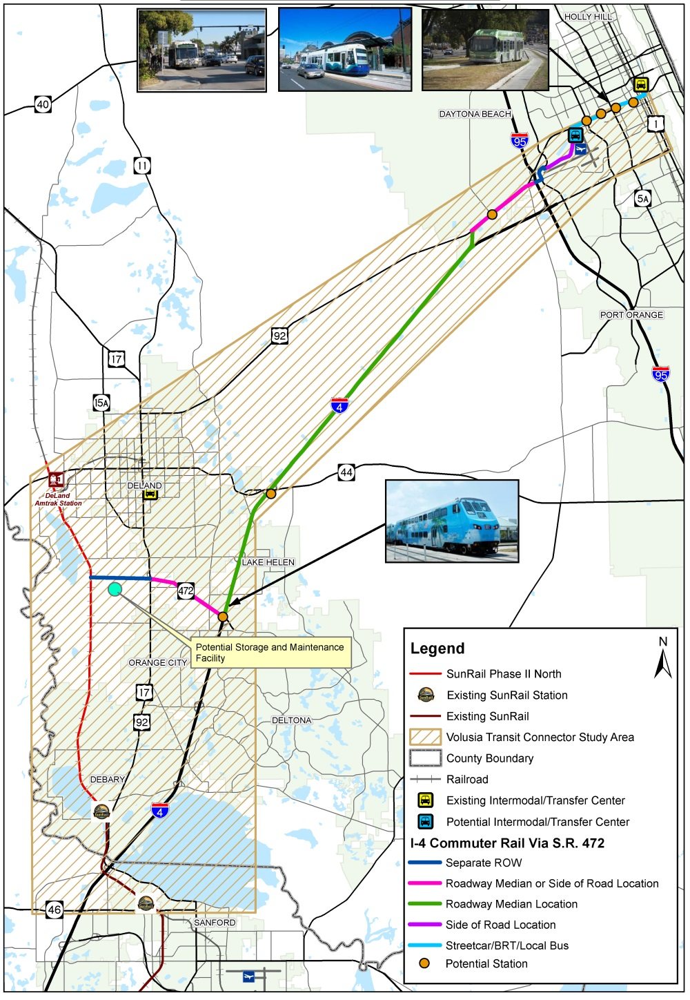 HOLLY HILL
40
DAYTONA BEACH
1
95
11
5A
92
PORT ORANGE
17
95
15A
4
44
DeLand
Amtrak Station
DELAND
LAKE HELEN
472
Potential Storage and Maintenance
Facility
ORANGE CITY
17
DELTONA
92
DEBARY
SunRail
4
SunRail
46
SANFORD
N
Legend
SunRail Phase II North
SunRail
Existing SunRail Station
Existing SunRail
Volusia Transit Connector Study Area
County Boundary
Railroad
Existing Intermodal/Transfer Center
Potential Intermodal/Transfer Center
I-4 Commuter Rail Via S.R. 472
Separate ROW
Roadway Median or Side of Road Location
Roadway Median Location
Side of Road Location
Streetcar/BRT/Local Bus
Potential Station